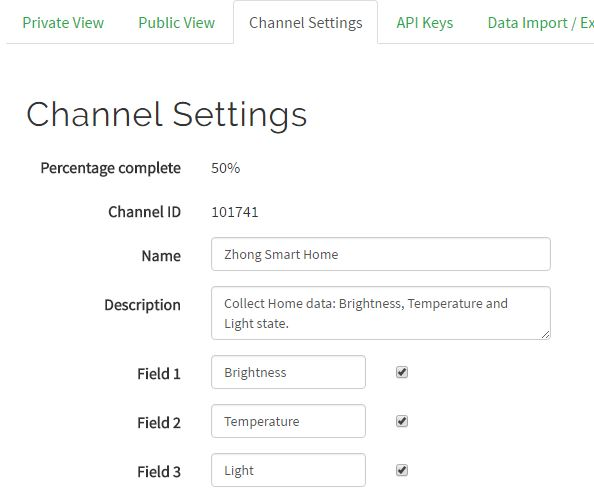 Private View Public View Channel Settings API Keys Data Import / Ex
Channel Settings
Percentage complete 50%
Channel ID 101741
Name Zhong Smart Home
Description Collect Home data: Brightness, Temperature and
Light state.
Field 1 Brightness
Field 2 Temperature
Field 3 Light